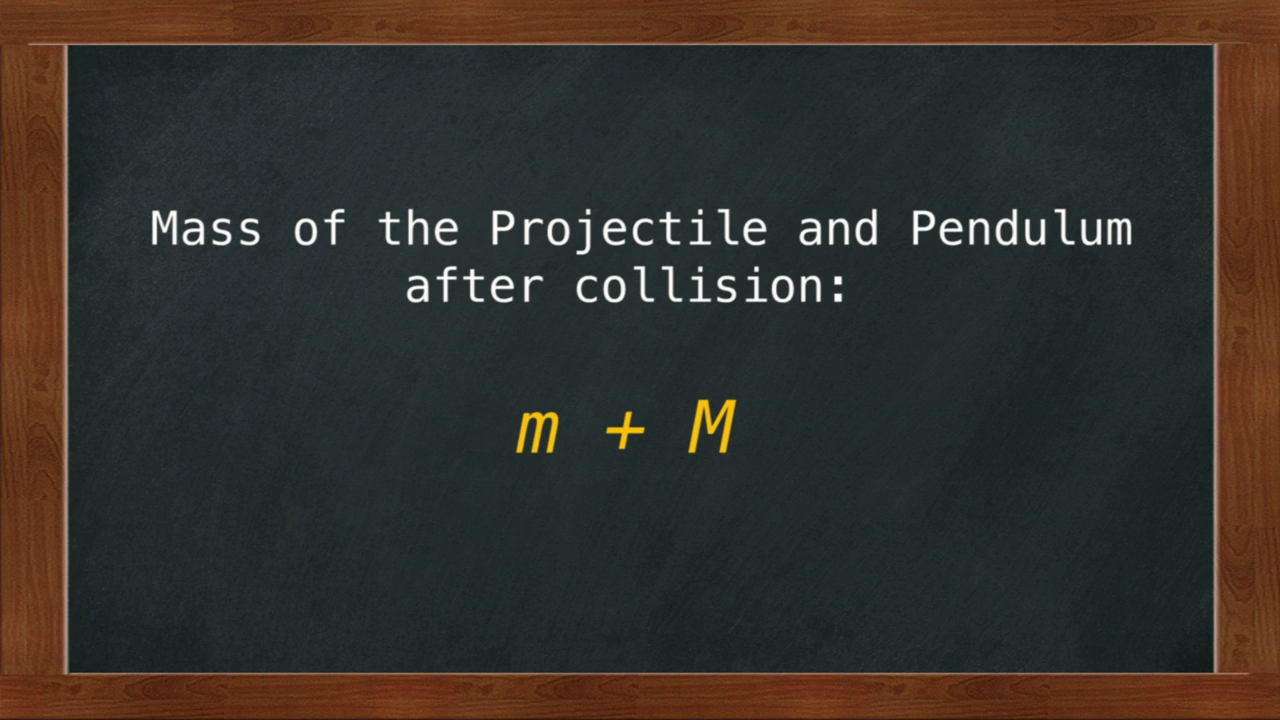 Mass of the Projectile and Pendulum
after collision:
m + M